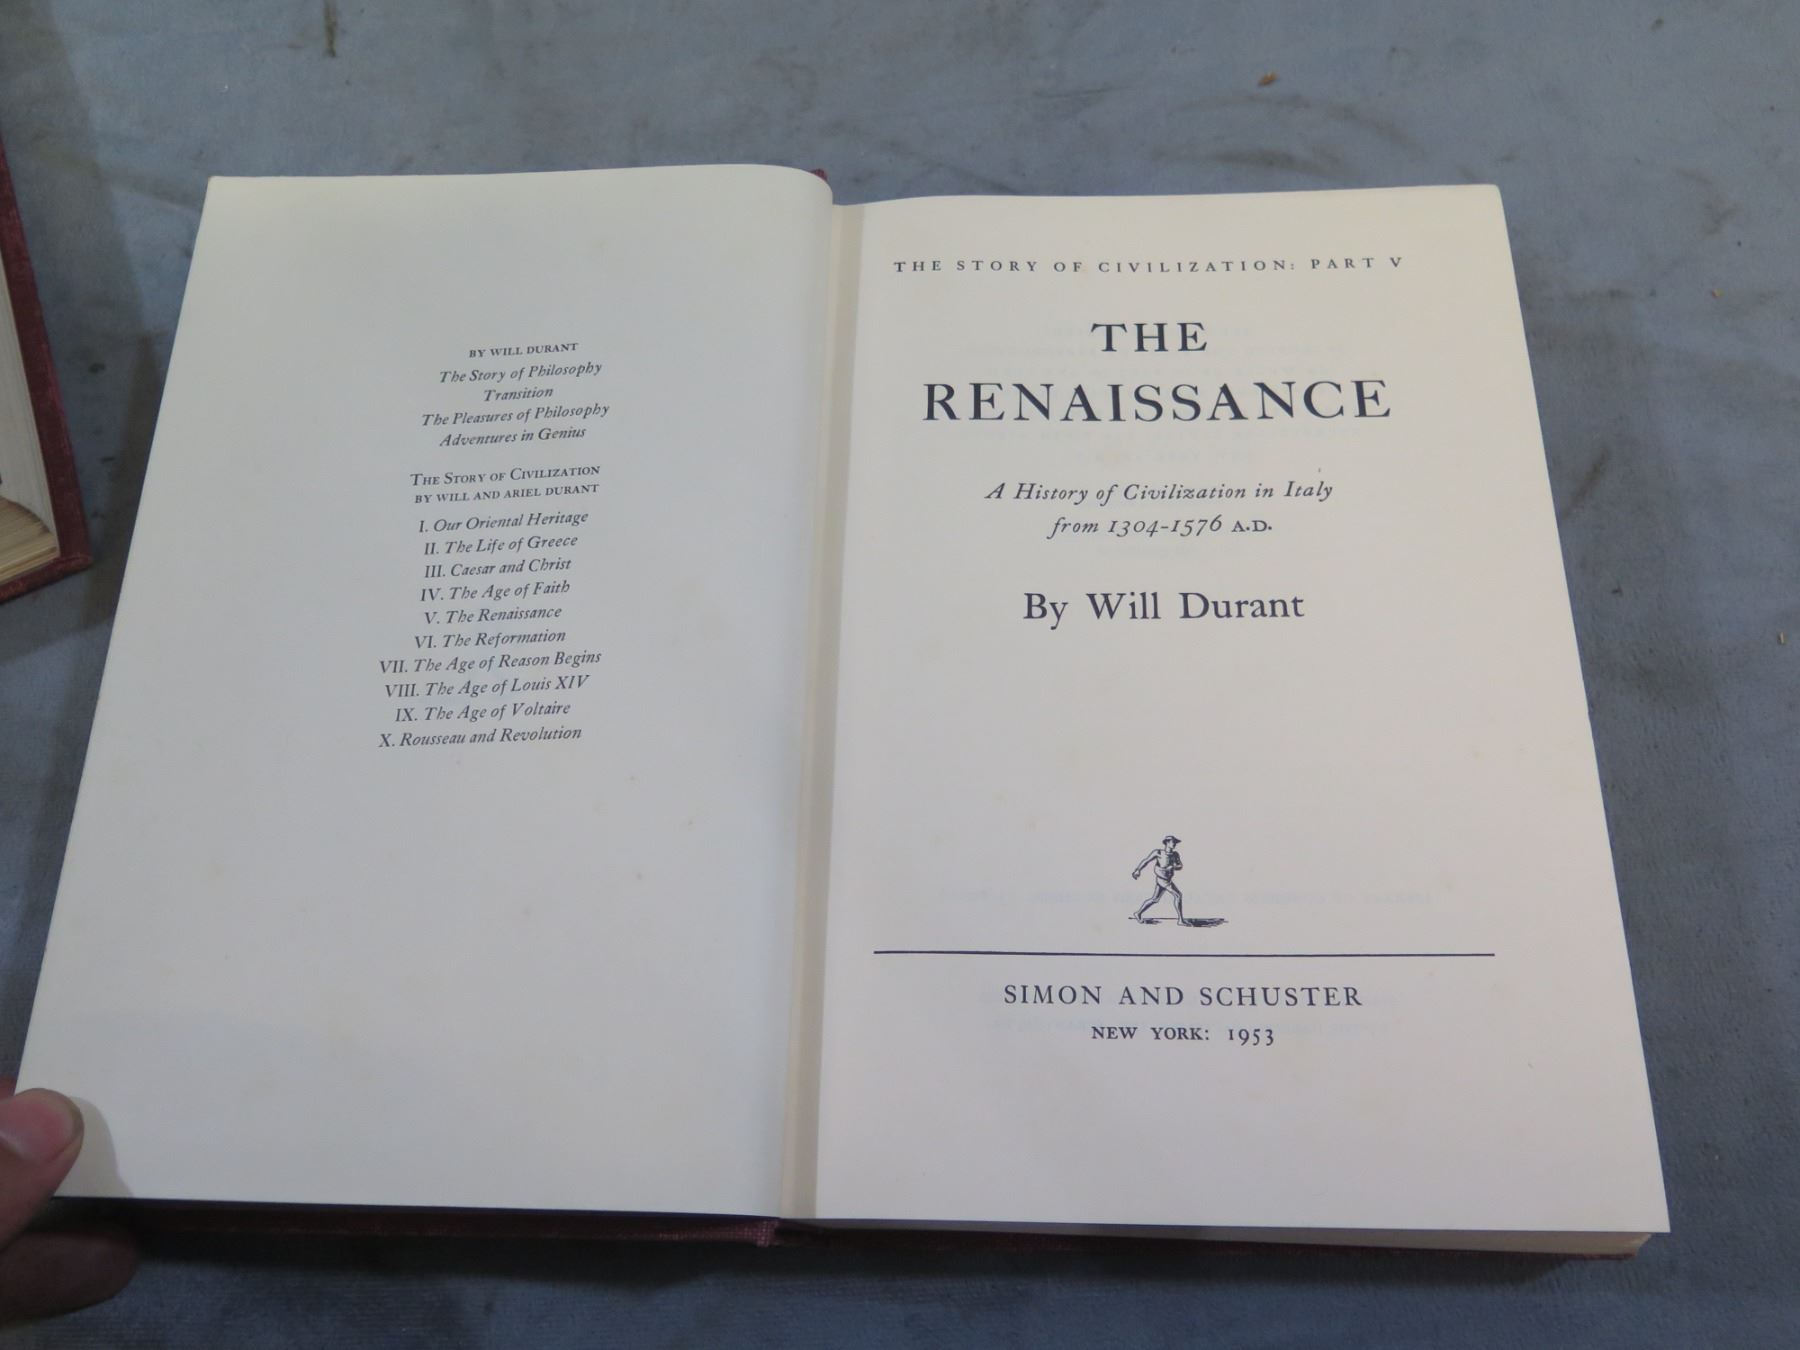 BY WILL DURANT
The Story of Philosophy
Transition
The Pleasures of Philosophy
Adventures in Genius
THE STORY OF CIVILIZATION
BY WILL AND ARIEL DURANT
I. Our Oriental Heritage
II. The Life of Greece
III. Caesar and Christ
IV. The Age of Faith
V. The Renaissance
VI. The Reformation
VII. The Age of Reason Begins
VIII. The Age of Louis XIV
IX. The Age of Voltaire
X. Rousseau and Revolution
THE STORY OF CIVILIZATION: PART V
THE
RENAISSANCE
A History of Civilization in Italy
from 1304-1576 A.D.
By Will Durant
SIMON AND SCHUSTER
NEW YORK: 1953